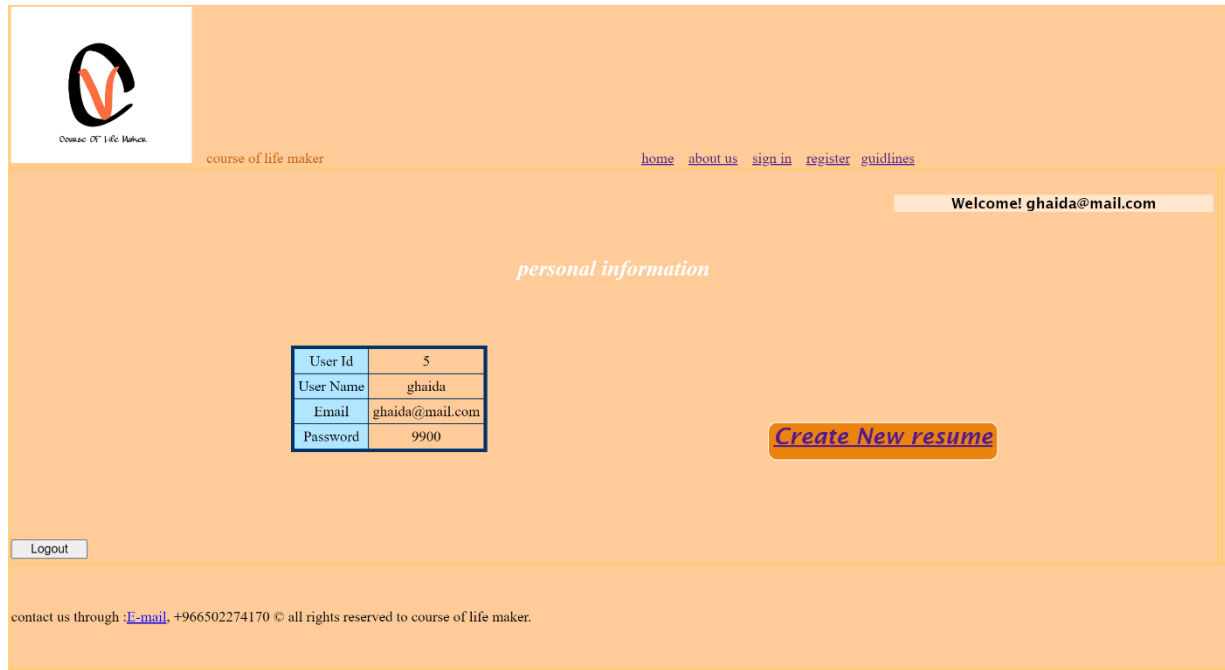 Course OF Life Maker
course of life maker
home about us sign in register guidlines
Welcome! ghaida@mail.com
personal information
User Id 5
User Name ghaida
Email ghaida@mail.com
Password 9900
Create New resume
Logout
contact us through :E-mail, +966502274170 © all rights reserved to course of life maker.